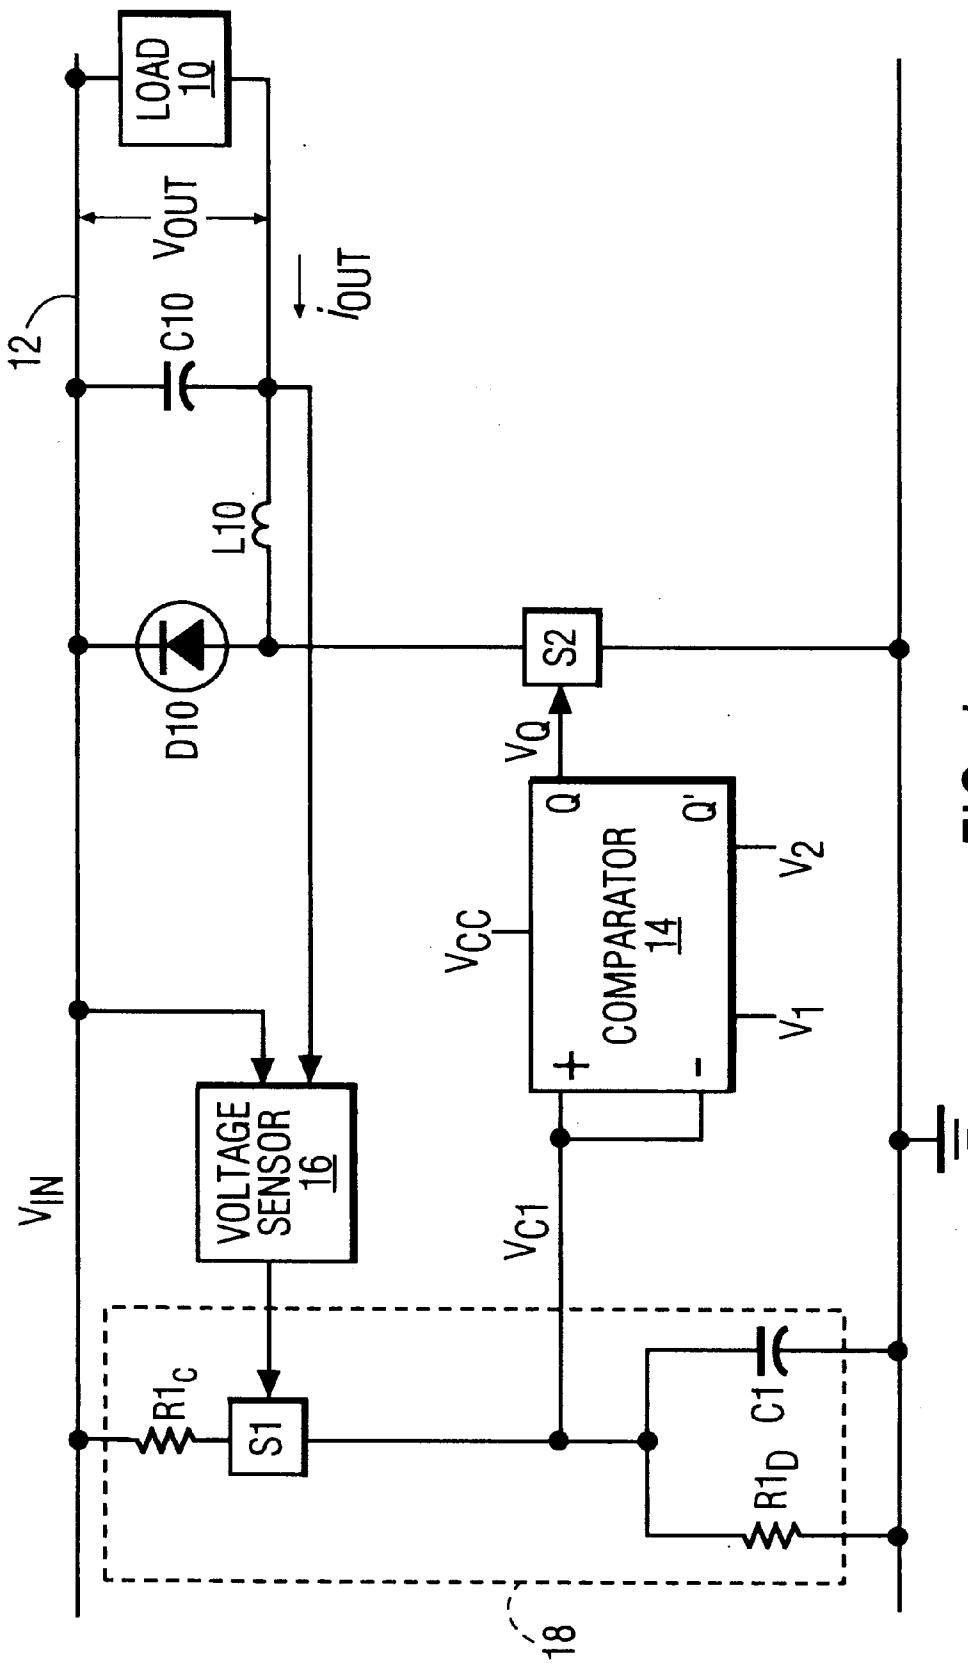 12
LOAD
10
VOUT
C10
iOUT
L10
D10
VIN
VOLTAGE
SENSOR
16
R1C
S1
VCC
VC1
+
-
COMPARATOR
14
Q
Q'
VQ
S2
V1
V2
C1
R1D
18